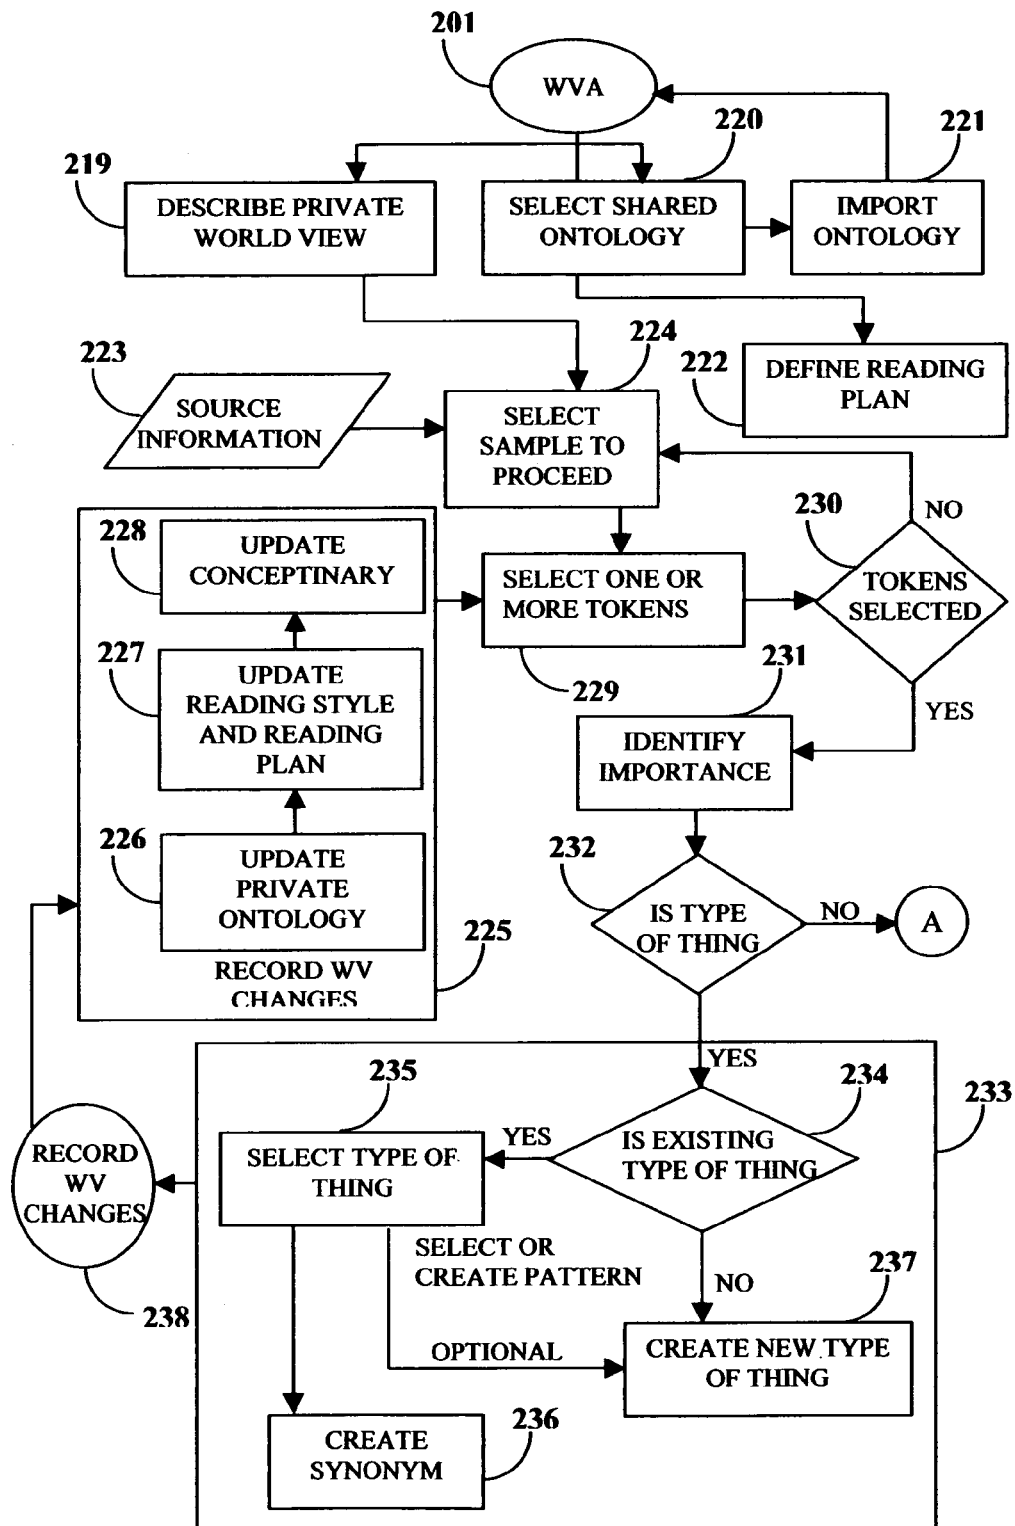 201
WVA
220
221
219
DESCRIBE PRIVATE
WORLD VIEW
SELECT SHARED
ONTOLOGY
IMPORT
ONTOLOGY
224
223
222
DEFINE READING
PLAN
SOURCE
INFORMATION
SELECT
SAMPLE TO
PROCEED
230
NO
228
UPDATE
CONCEPTINARY
SELECT ONE OR
MORE TOKENS
TOKENS
SELECTED
227
UPDATE
READING STYLE
AND READING
PLAN
229
231
YES
IDENTIFY
IMPORTANCE
226
UPDATE
PRIVATE
ONTOLOGY
232
IS TYPE
OF THING
NO
A
225
RECORD WV
CHANGES
YES
235
234
233
RECORD
WV
CHANGES
SELECT TYPE OF
THING
YES
IS EXISTING
TYPE OF THING
SELECT OR
CREATE PATTERN
NO
237
238
OPTIONAL
CREATE NEW TYPE
OF THING
236
CREATE
SYNONYM